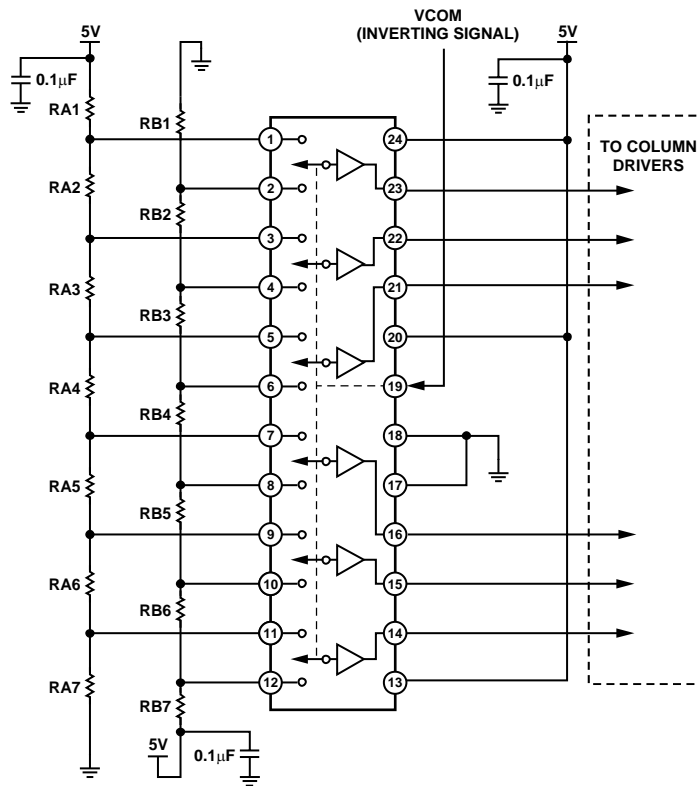 VCOM
(INVERTING SIGNAL)
5V
5V
0.1µF
0.1µF
RA1
RB1
TO COLUMN
DRIVERS
1
24
RA2
2
23
RB2
3
22
RA3
4
21
RB3
5
20
RA4
6
19
RB4
7
18
RA5
8
17
RB5
9
16
RA6
10
15
RB6
11
14
RA7
12
13
RB7
5V
0.1µF